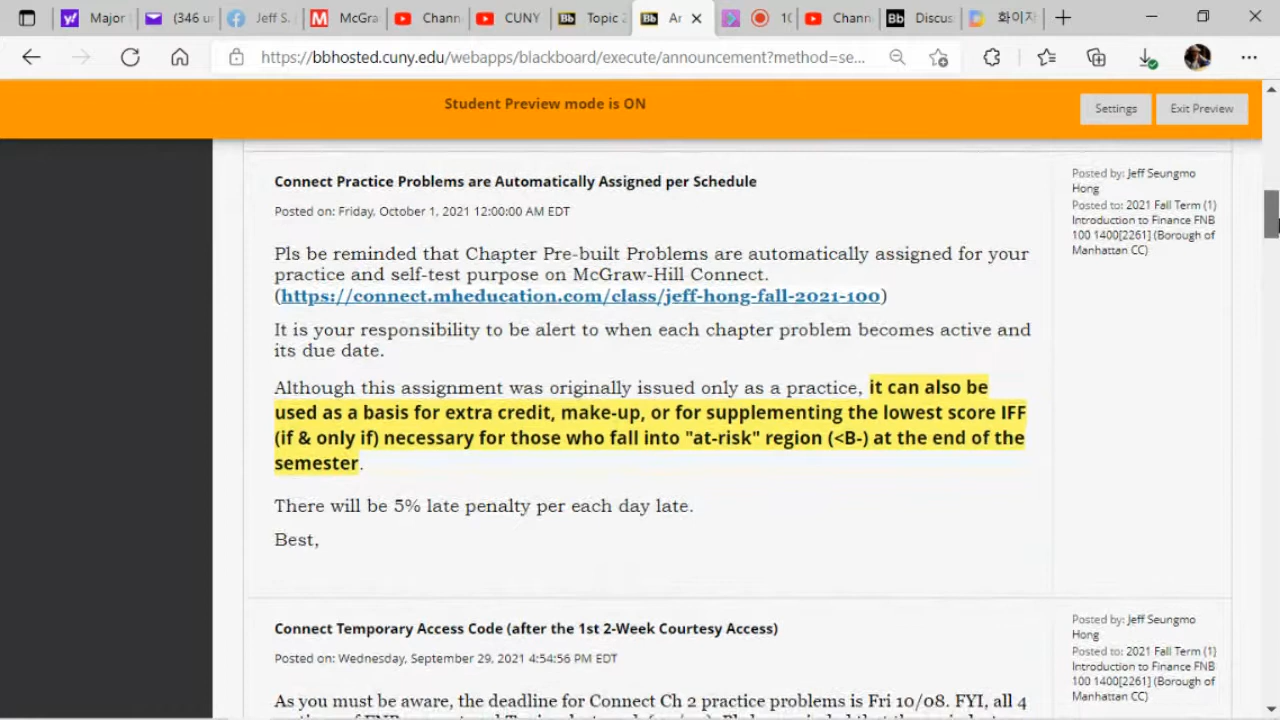 Major
(346 u
Jeff S.
McGra
Chann
CUNY
Bb
Topic 2
Bb
Ar
10
Chann
Bb
Discus
화이자
https://bbhosted.cuny.edu/webapps/blackboard/execute/announcement?method=se...
Student Preview mode is ON
Settings
Exit Preview
Connect Practice Problems are Automatically Assigned per Schedule
Posted on: Friday, October 1, 2021 12:00:00 AM EDT
Posted by: Jeff Seungmo
Hong
Posted to: 2021 Fall Term (1)
Introduction to Finance FNB
100 1400[2261] (Borough of
Manhattan CC)
Pls be reminded that Chapter Pre-built Problems are automatically assigned for your
practice and self-test purpose on McGraw-Hill Connect.
(https://connect.mheducation.com/class/jeff-hong-fall-2021-100)
It is your responsibility to be alert to when each chapter problem becomes active and
its due date.
Although this assignment was originally issued only as a practice, it can also be
used as a basis for extra credit, make-up, or for supplementing the lowest score IFF
(if & only if) necessary for those who fall into "at-risk" region (<B-) at the end of the
semester.
There will be 5% late penalty per each day late.
Best,
Connect Temporary Access Code (after the 1st 2-Week Courtesy Access)
Posted on: Wednesday, September 29, 2021 4:54:56 PM EDT
Posted by: Jeff Seungmo
Hong
Posted to: 2021 Fall Term (1)
Introduction to Finance FNB
100 1400[2261] (Borough of
Manhattan CC)
As you must be aware, the deadline for Connect Ch 2 practice problems is Fri 10/08. FYI, all 4